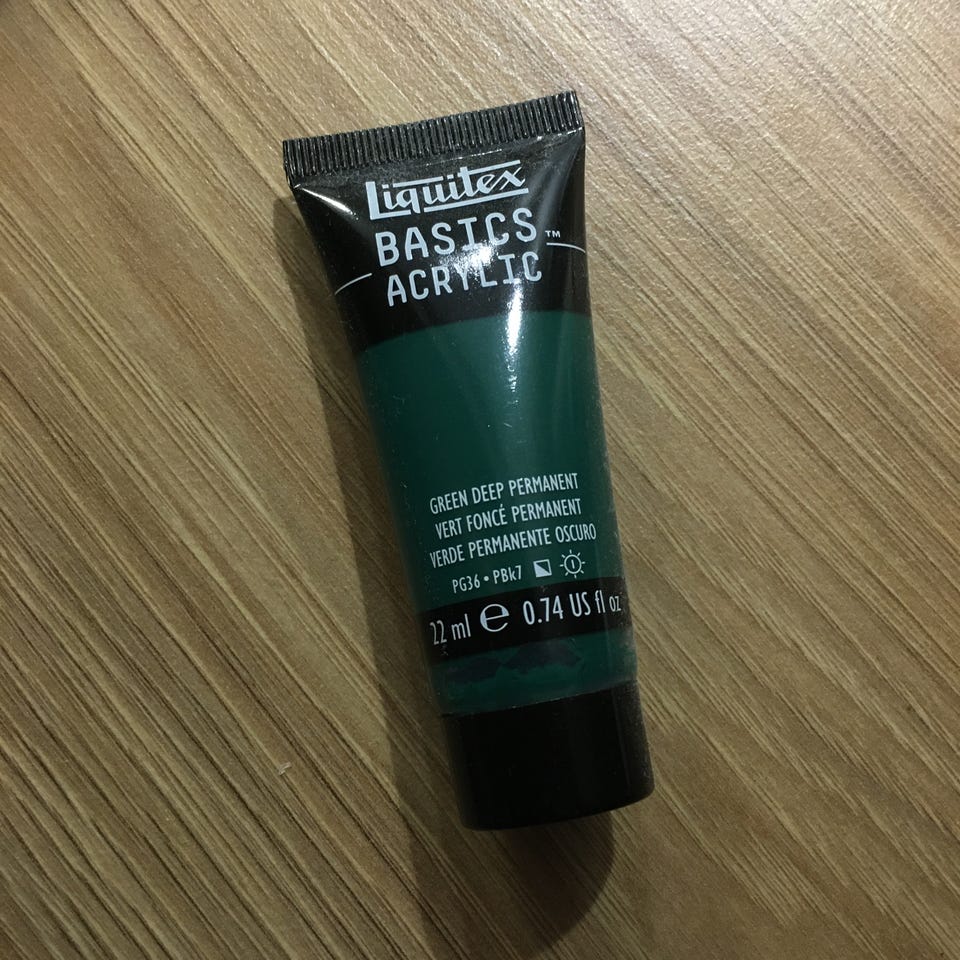 Liquitex
BASICS™
ACRYLIC
GREEN DEEP PERMANENT
VERT FONCÉ PERMANENT
VERDE PERMANENTE OSCURO
PG36 • PBk7 I
22 ml e 0.74 US fl oz